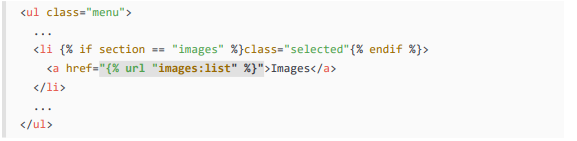 <ul class="menu">
...
<li {% if section == "images" %}class="selected"{% endif %}>
<a href="{% url "images:list" %}">Images</a>
</li>
...
</ul>